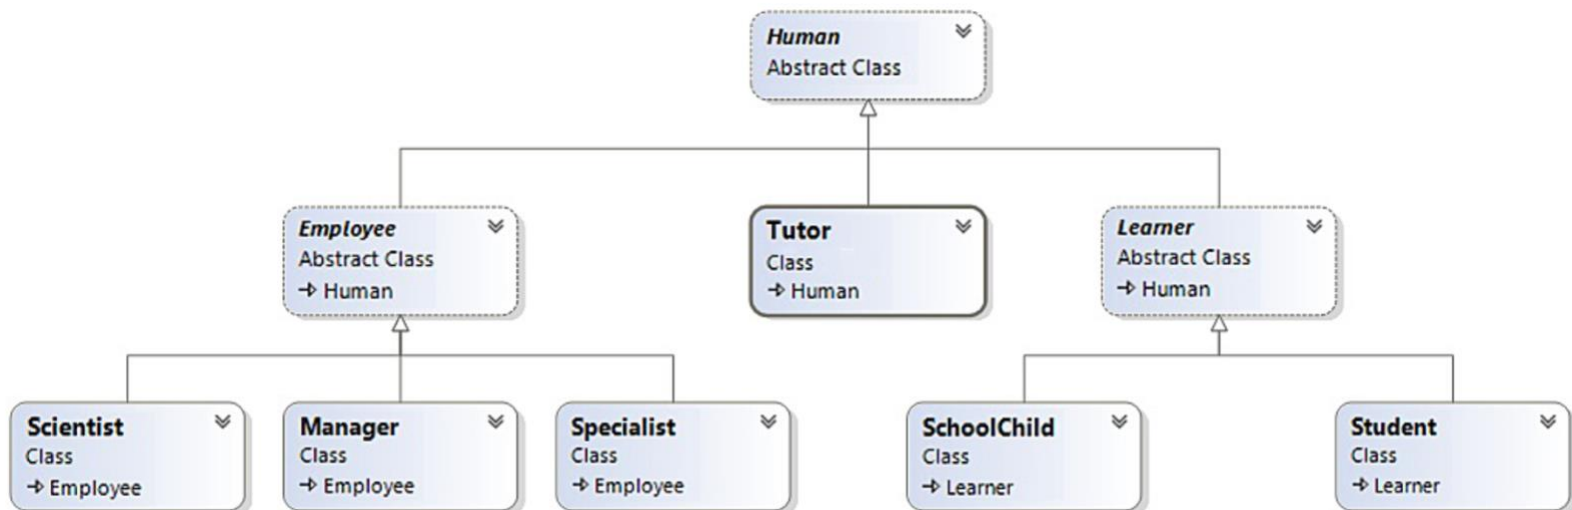 Human
Abstract Class
Employee
Abstract Class
Human
Tutor
Class
Human
Learner
Abstract Class
Human
Scientist
Class
Employee
Manager
Class
Employee
Specialist
Class
Employee
SchoolChild
Class
Learner
Student
Class
Learner